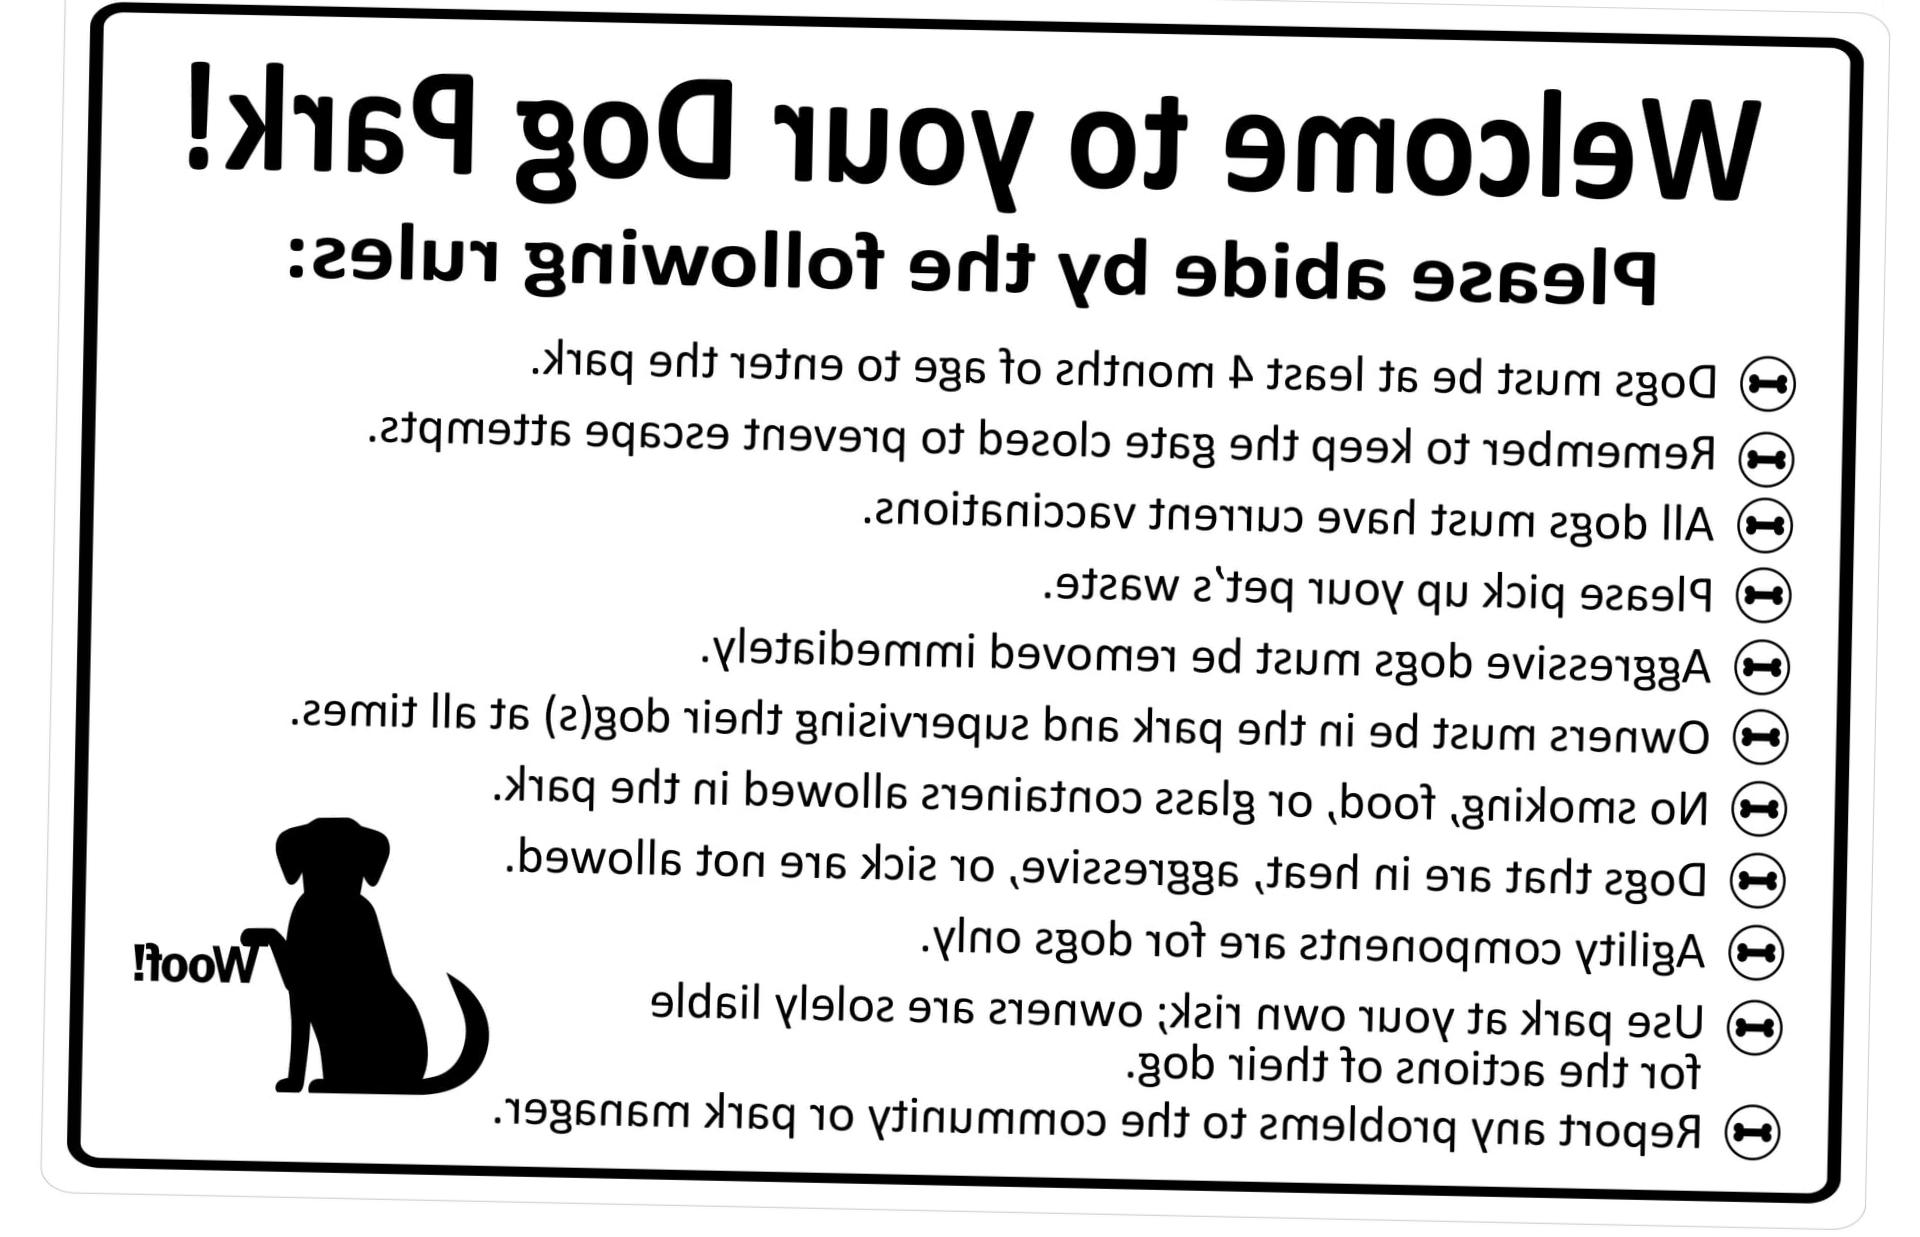 Welcome to your Dog Park!
Please abide by the following rules:
Dogs must be at least 4 months of age to enter the park.
Remember to keep the gate closed to prevent escape attempts.
All dogs must have current vaccinations.
Please pick up your pet's waste.
Aggressive dogs must be removed immediately.
Owners must be in the park and supervising their dog(s) at all times.
No smoking, food, or glass containers allowed in the park.
Dogs that are in heat, aggressive, or sick are not allowed.
Agility components are for dogs only.
Use park at your own risk; owners are solely liable
for the actions of their dog.
Report any problems to the community or park manager.
Woof!